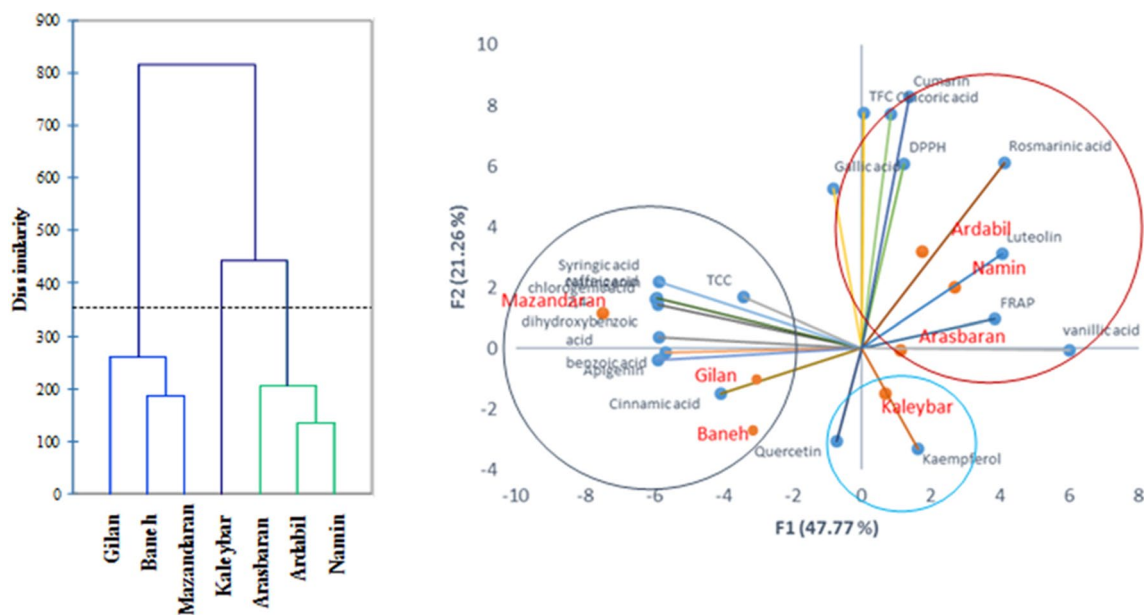 900
800
700
600
500
400
300
200
100
0
Dissimilarity
Gilan
Baneh
Mazandaran
Kaleybar
Arasbaran
Ardabil
Namin
10
8
6
4
2
0
-2
-4
F2 (21.26 %)
Cumarin
TFC
Chicoric acid
DPPH
Gallic acid
Rosmarinic acid
Ardabil
Luteolin
Namin
FRAP
vanillic acid
Arasbaran
Syringic acid
TCC
chlorogenic acid
Mazandaran
dihydroxybenzoic
acid
benzoic acid
Apigenin
Gilan
Cinnamic acid
Baneh
Quercetin
Kaleybar
Kaempferol
-10
-8
-6
-4
-2
0
2
4
6
8
F1 (47.77 %)